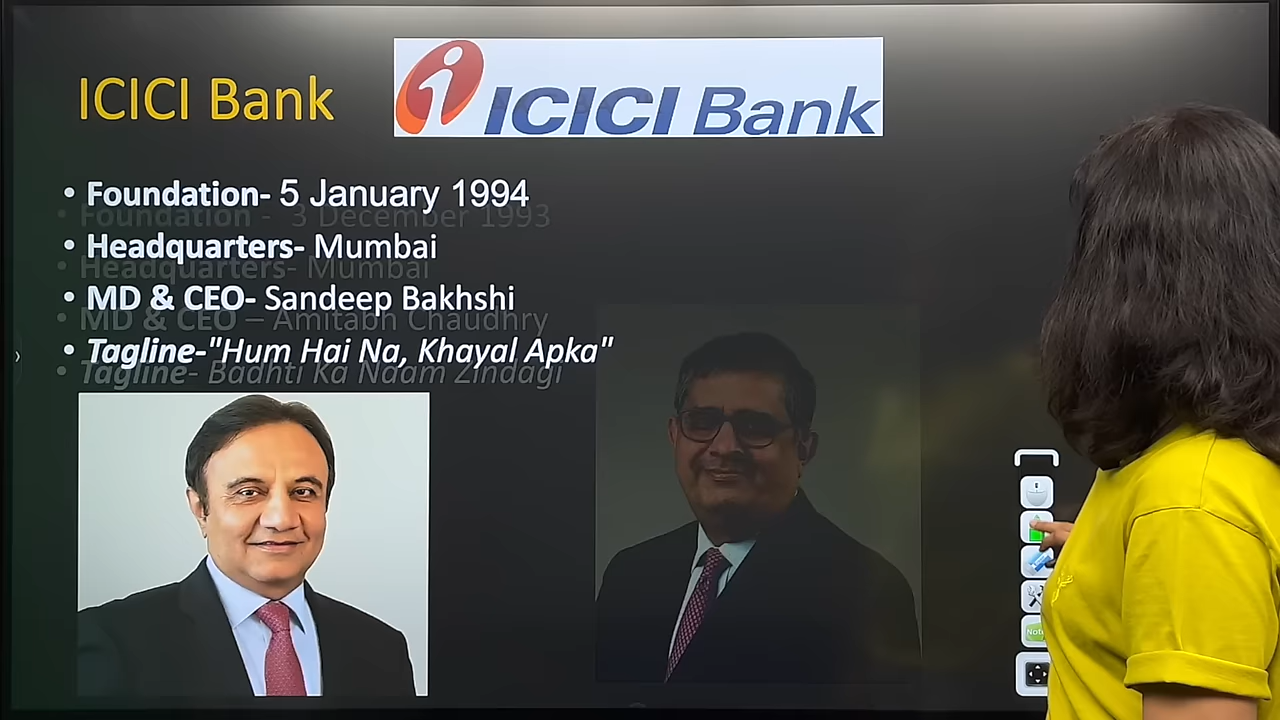 ICICI Bank
ICICI Bank
• Foundation- 5 January 1994
Foundation - 3 December 1993
• Headquarters- Mumbai
Headquarters- Mumbai
• MD & CEO- Sandeep Bakhshi
MD & CEO – Amitabh Chaudhry
• Tagline-"Hum Hai Na, Khayal Apka"
Tagline- Badhti Ka Naam Zindagi